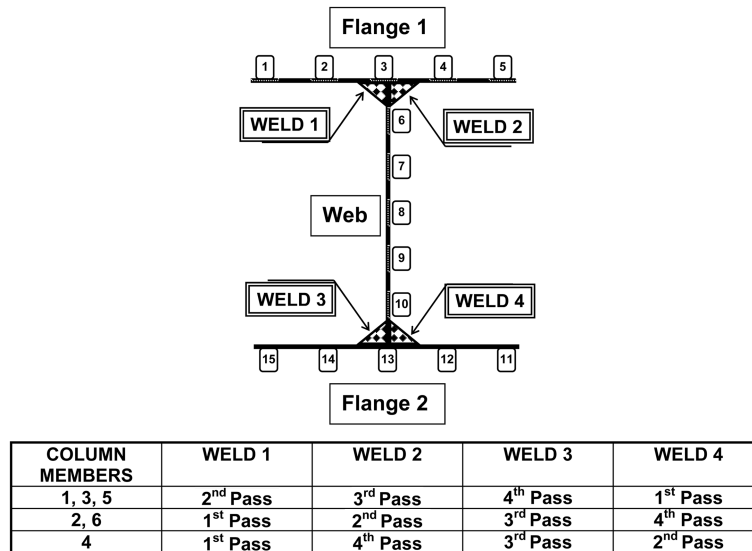 Flange 1
1 2 3 4 5
WELD 1 6 WELD 2
7
Web 8
9
WELD 3 10 WELD 4
15 14 13 12 11
Flange 2
COLUMN MEMBERS WELD 1 WELD 2 WELD 3 WELD 4
1, 3, 5 2nd Pass 3rd Pass 4th Pass 1st Pass
2, 6 1st Pass 2nd Pass 3rd Pass 4th Pass
4 1st Pass 4th Pass 3rd Pass 2nd Pass